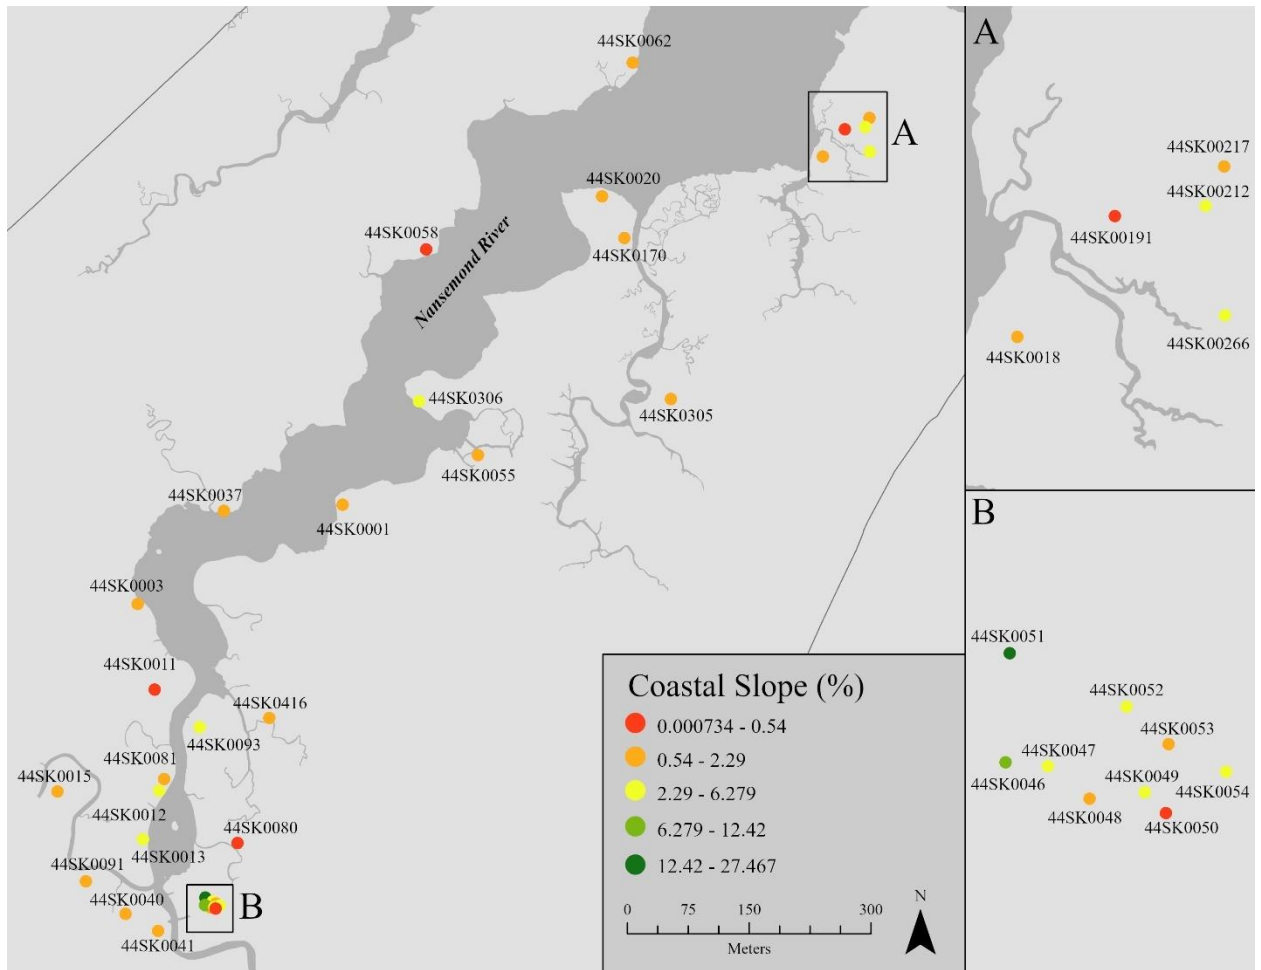 44SK0062
A
44SK0020
44SK0058
44SK0170
Nansemond River
44SK0306
44SK0305
44SK0055
44SK0037
44SK0001
44SK0003
44SK0011
44SK0416
44SK0093
44SK0081
44SK0015
44SK0012
44SK0080
44SK0013
44SK0091
44SK0040
B
44SK0041
A
44SK00217
44SK00212
44SK00191
44SK00266
44SK0018
B
44SK0051
44SK0052
44SK0053
44SK0047
44SK0046
44SK0049
44SK0054
44SK0048
44SK0050
Coastal Slope (%)
0.000734 - 0.54
0.54 - 2.29
2.29 - 6.279
6.279 - 12.42
12.42 - 27.467
0 75 150 300
Meters
N